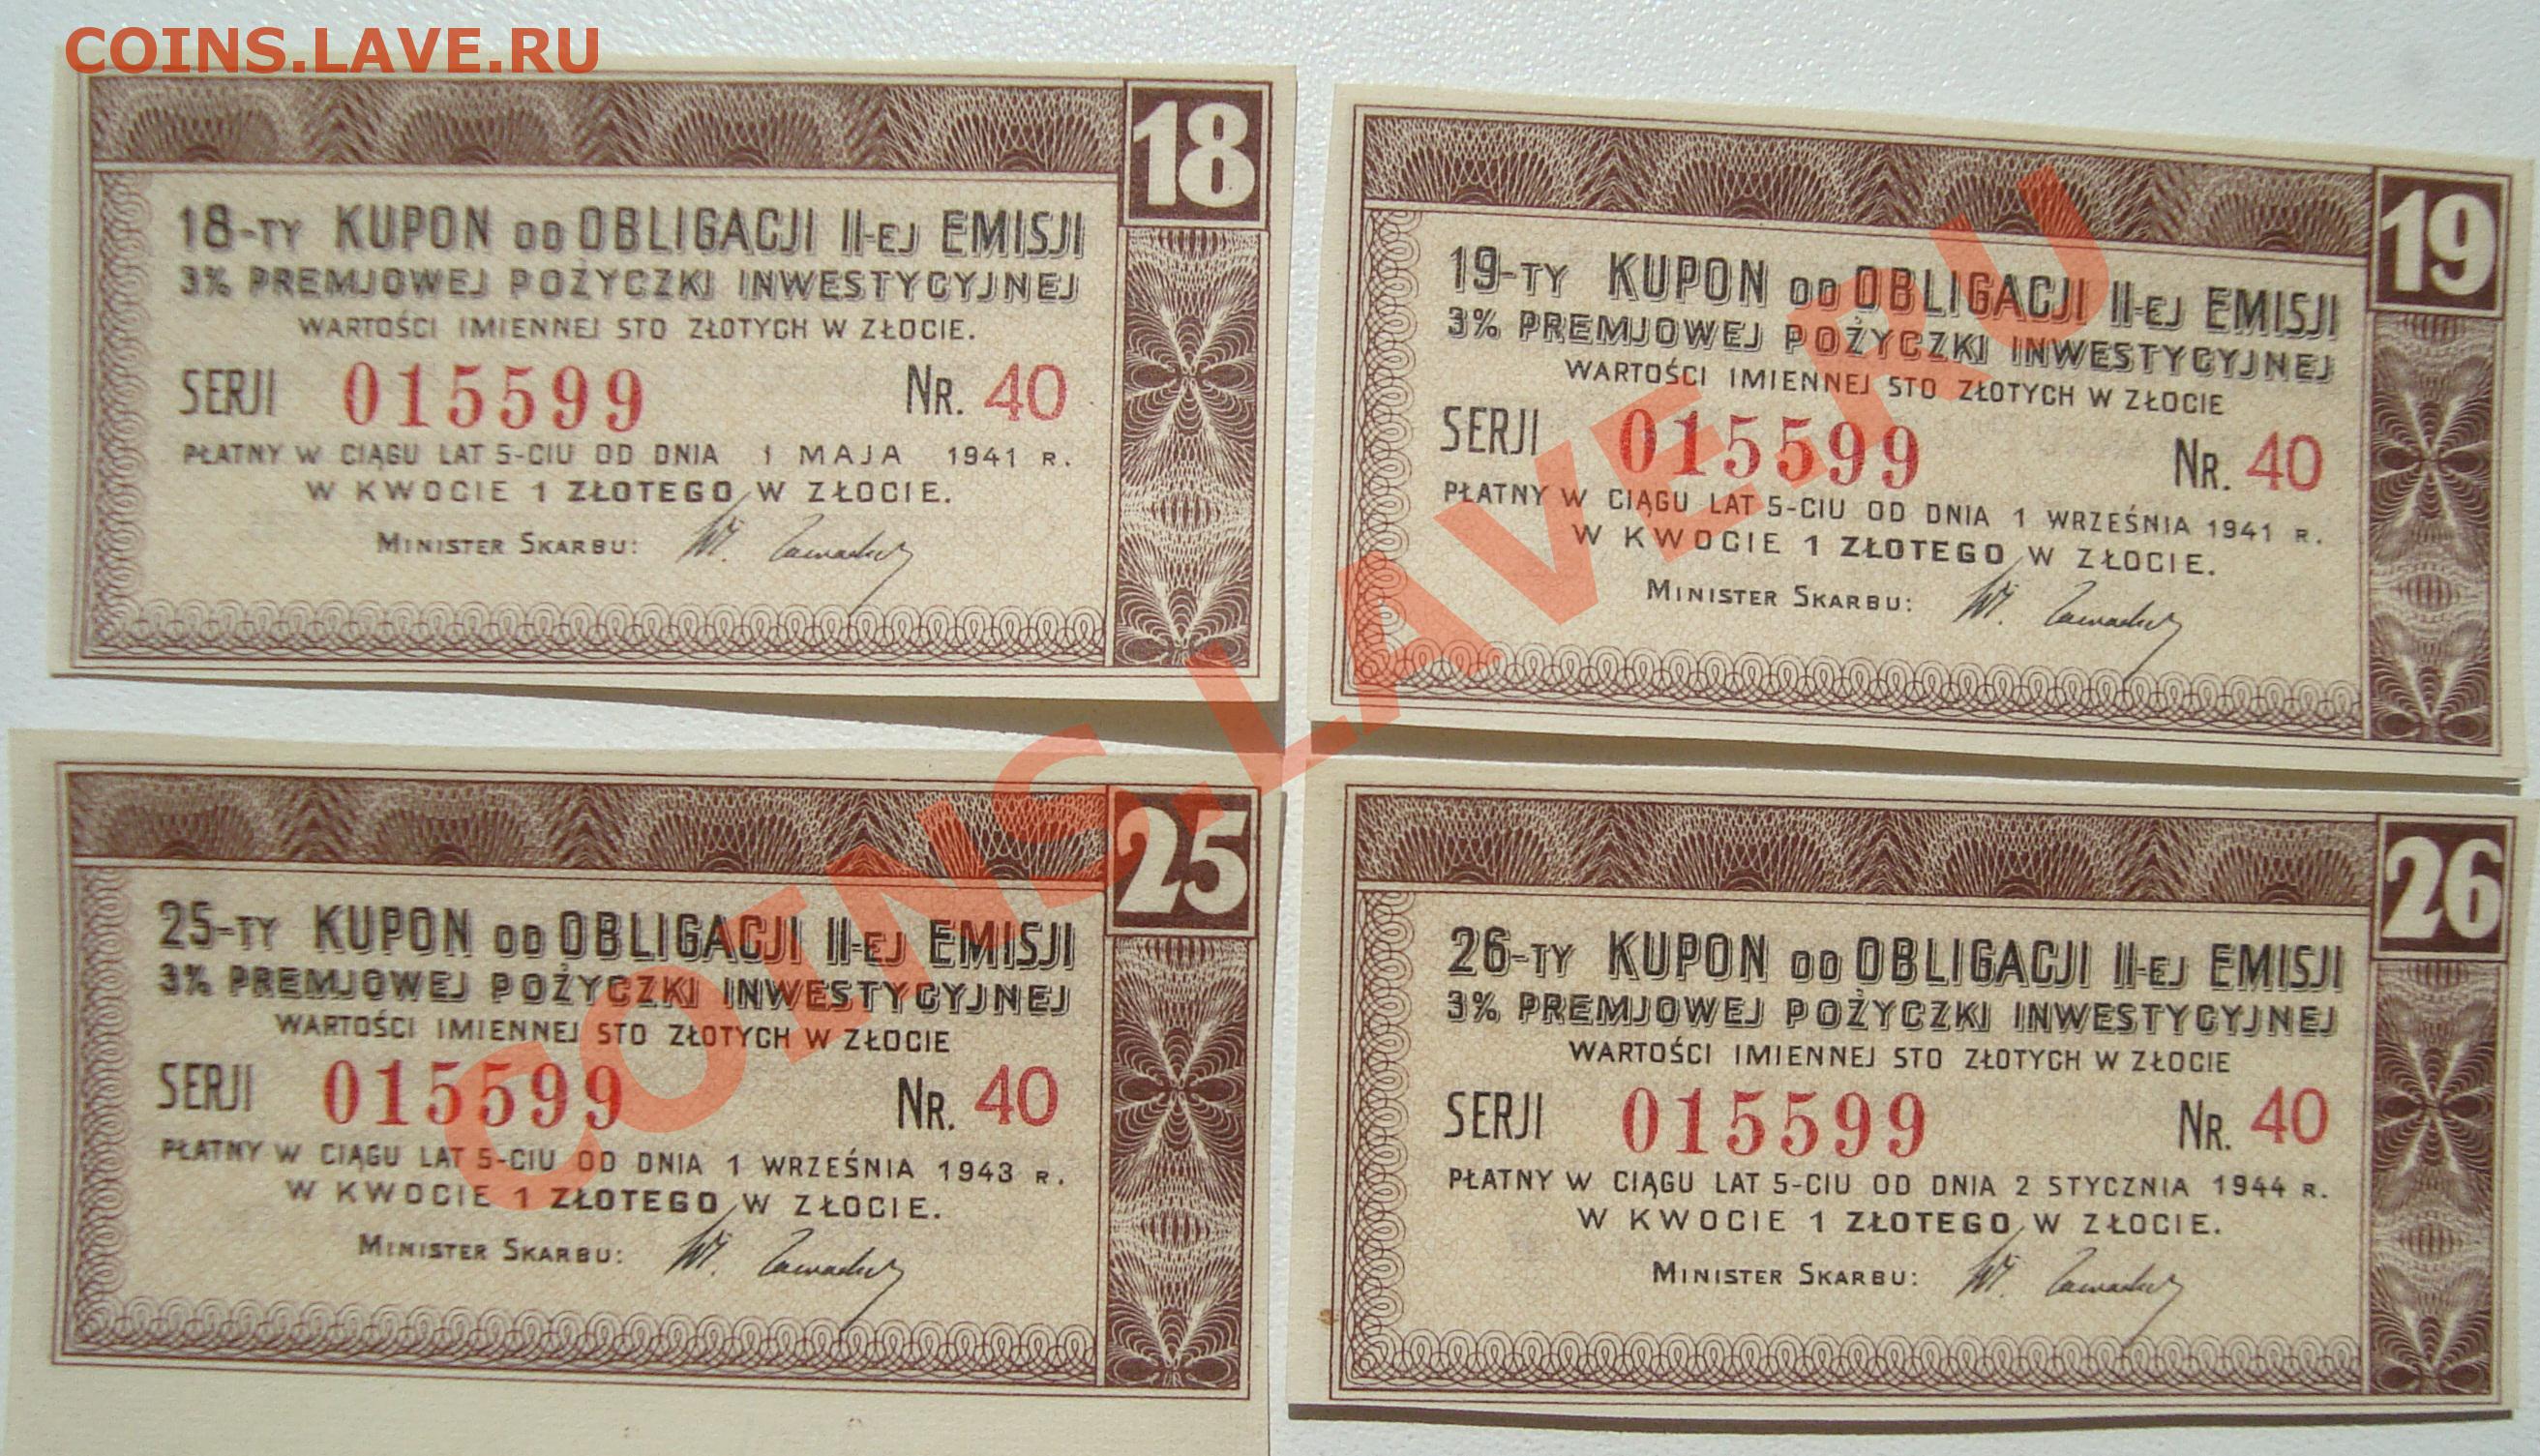 COINS.LAVE.RU
18
18-TY KUPON OD OBLIGACJI II-EJ EMISJI
3% PREMJOWEJ POŻYCZKI INWESTYCYJNEJ
WARTOŚCI IMIENNEJ STO ZŁOTYCH W ZŁOCIE.
SERJI 015599 NR. 40
PŁATNY W CIĄGU LAT 5-CIU OD DNIA 1 MAJA 1941 R.
W KWOCIE 1 ZŁOTEGO W ZŁOCIE.
MINISTER SKARBU:
19
19-TY KUPON OD OBLIGACJI II-EJ EMISJI
3% PREMJOWEJ POŻYCZKI INWESTYCYJNEJ
WARTOŚCI IMIENNEJ STO ZŁOTYCH W ZŁOCIE
SERJI 015599 NR. 40
PŁATNY W CIĄGU LAT 5-CIU OD DNIA 1 WRZEŚNIA 1941 R.
W KWOCIE 1 ZŁOTEGO W ZŁOCIE.
MINISTER SKARBU:
25
25-TY KUPON OD OBLIGACJI II-EJ EMISJI
3% PREMJOWEJ POŻYCZKI INWESTYCYJNEJ
WARTOŚCI IMIENNEJ STO ZŁOTYCH W ZŁOCIE
SERJI 015599 NR. 40
PŁATNY W CIĄGU LAT 5-CIU OD DNIA 1 WRZEŚNIA 1943 R.
W KWOCIE 1 ZŁOTEGO W ZŁOCIE.
MINISTER SKARBU:
26
26-TY KUPON OD OBLIGACJI II-EJ EMISJI
3% PREMJOWEJ POŻYCZKI INWESTYCYJNEJ
WARTOŚCI IMIENNEJ STO ZŁOTYCH W ZŁOCIE
SERJI 015599 NR. 40
PŁATNY W CIĄGU LAT 5-CIU OD DNIA 2 STYCZNIA 1944 R.
W KWOCIE 1 ZŁOTEGO W ZŁOCIE.
MINISTER SKARBU:
COINS.LAVE.RU